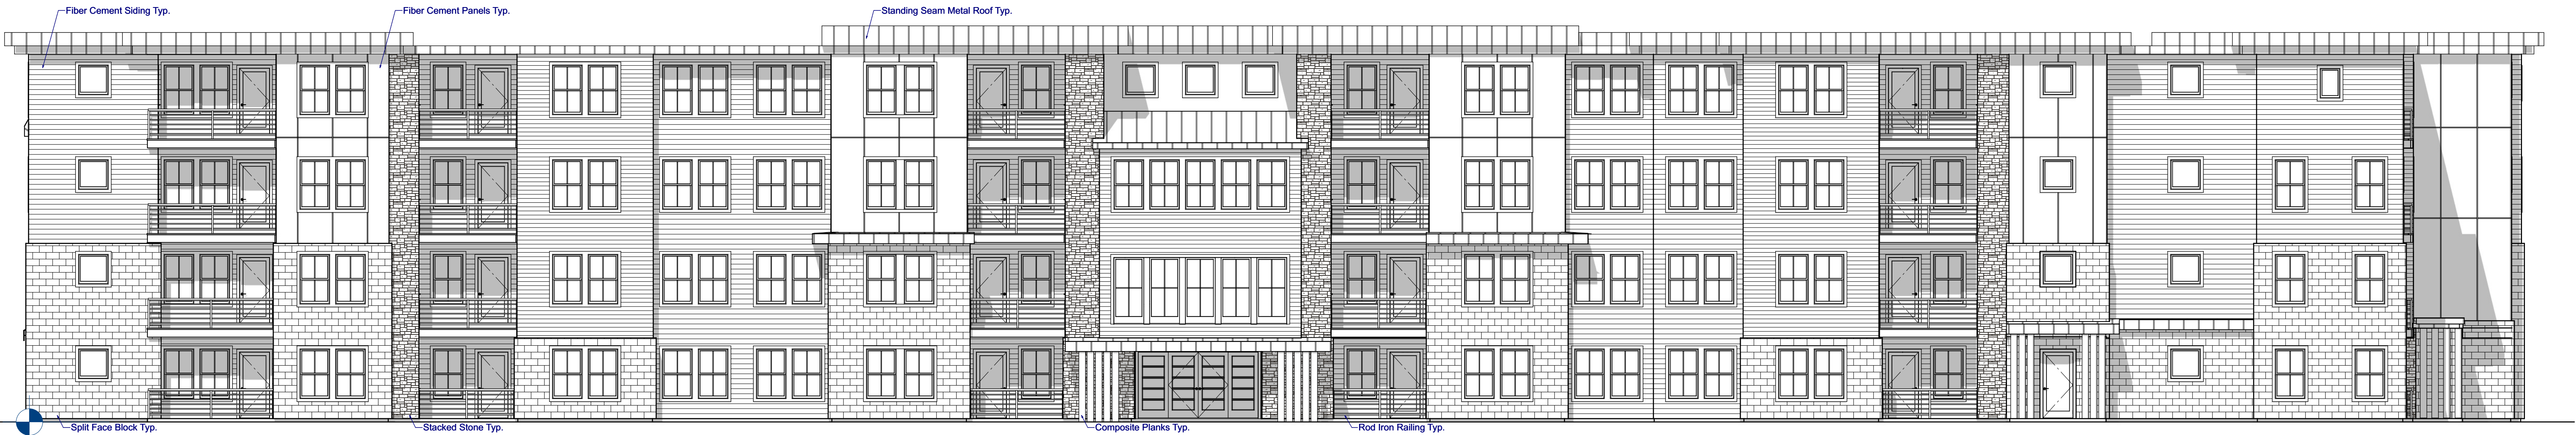 Fiber Cement Siding Typ.
Fiber Cement Panels Typ.
Standing Seam Metal Roof Typ.
Split Face Block Typ.
Stacked Stone Typ.
Composite Planks Typ.
Rod Iron Railing Typ.